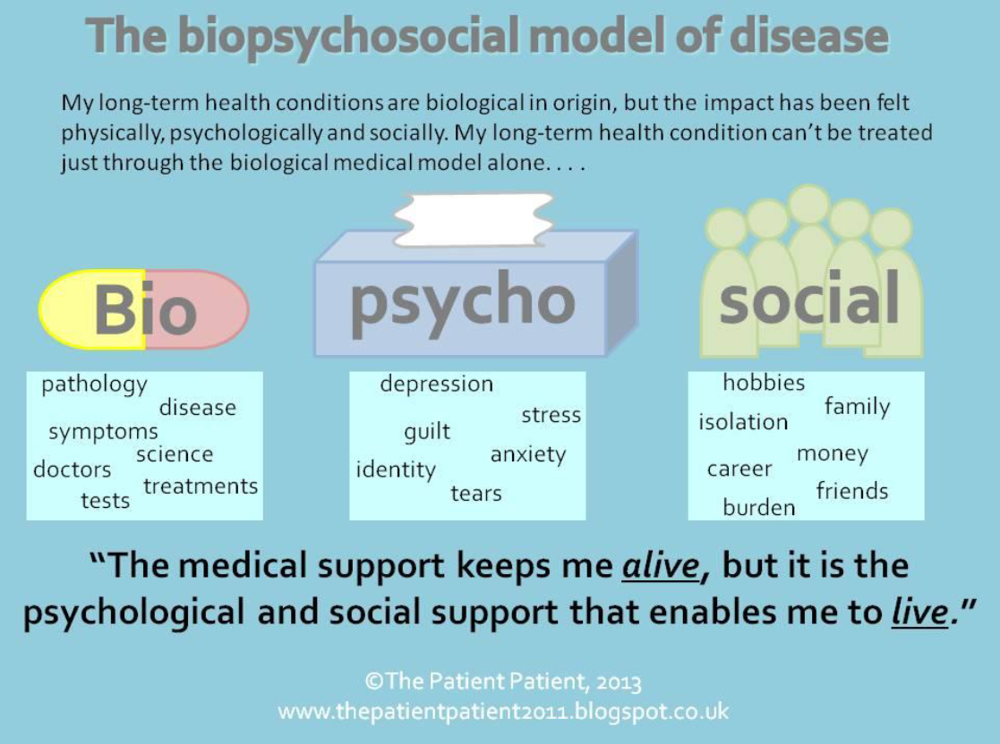 The biopsychosocial model of disease
My long-term health conditions are biological in origin, but the impact has been felt
physically, psychologically and socially. My long-term health condition can't be treated
just through the biological medical model alone. . . .
Bio
psycho
social
pathology
disease
symptoms
science
doctors
treatments
tests
depression
stress
guilt
anxiety
identity
tears
hobbies
family
isolation
money
career
friends
burden
“The medical support keeps me alive, but it is the
psychological and social support that enables me to live.”
©The Patient Patient, 2013
www.thepatientpatient2011.blogspot.co.uk